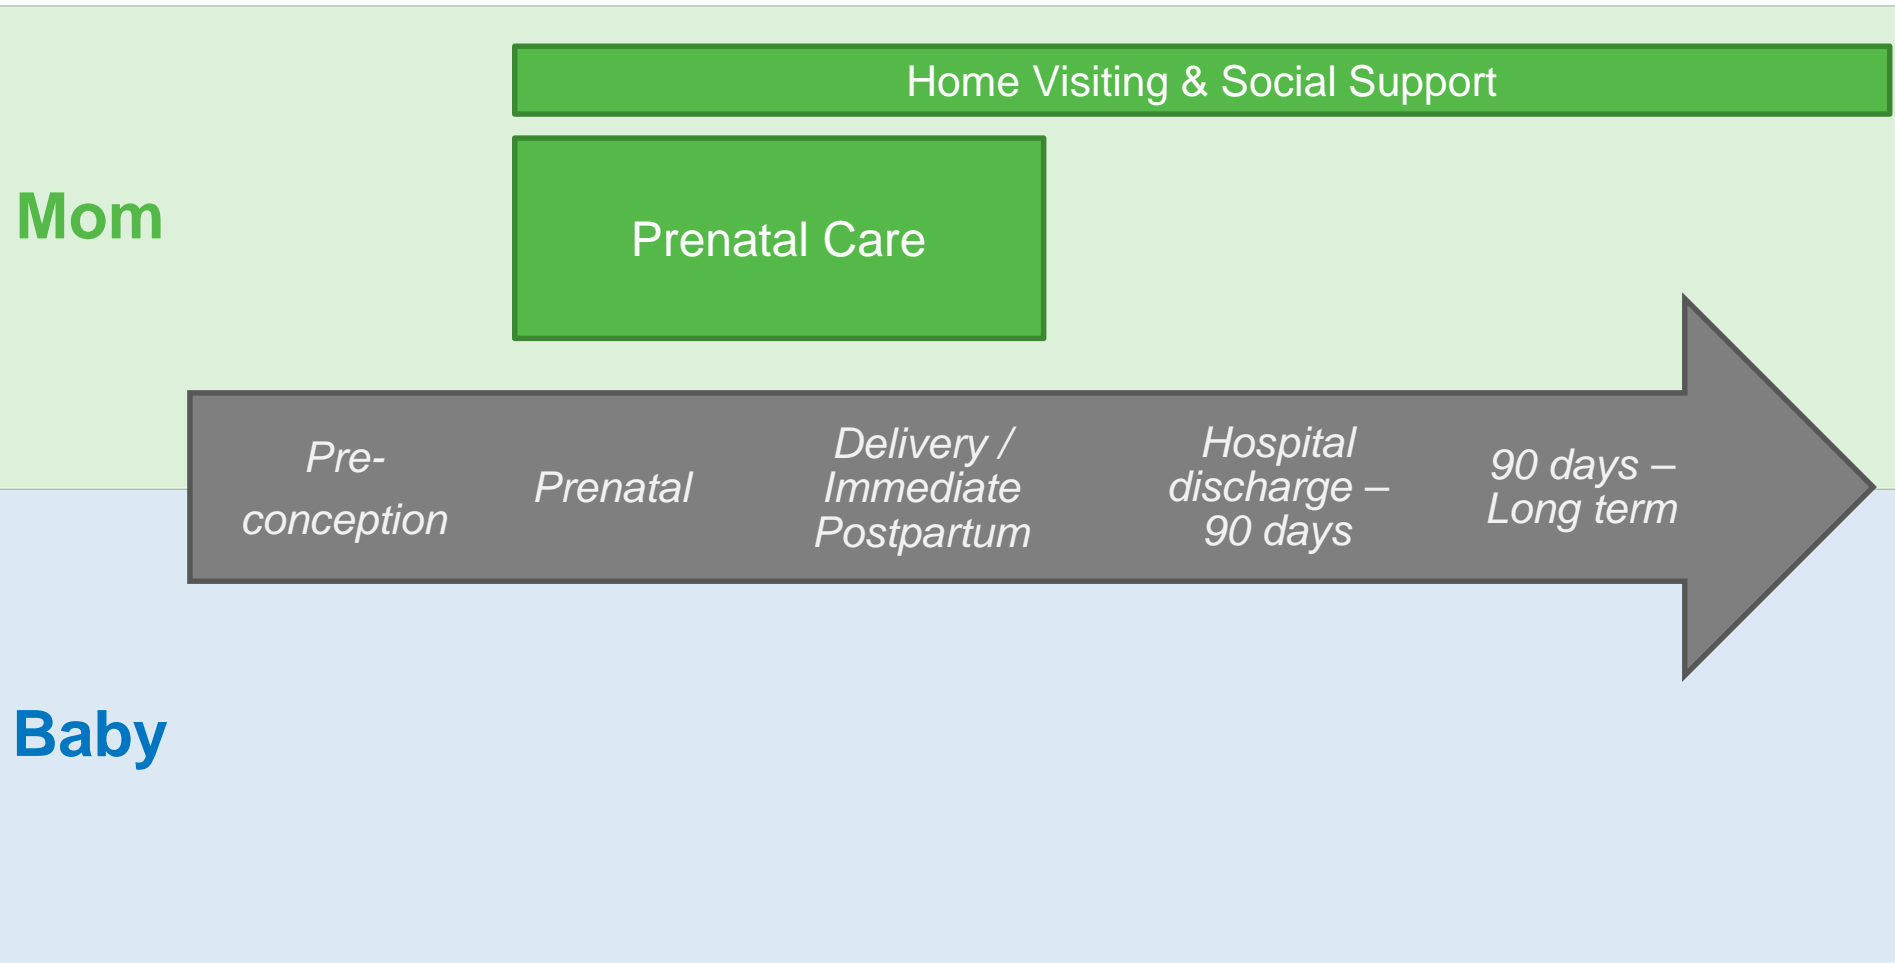 Home Visiting & Social Support
Mom
Prenatal Care
Pre-
conception
Prenatal
Delivery /
Immediate
Postpartum
Hospital
discharge –
90 days
90 days –
Long term
Baby